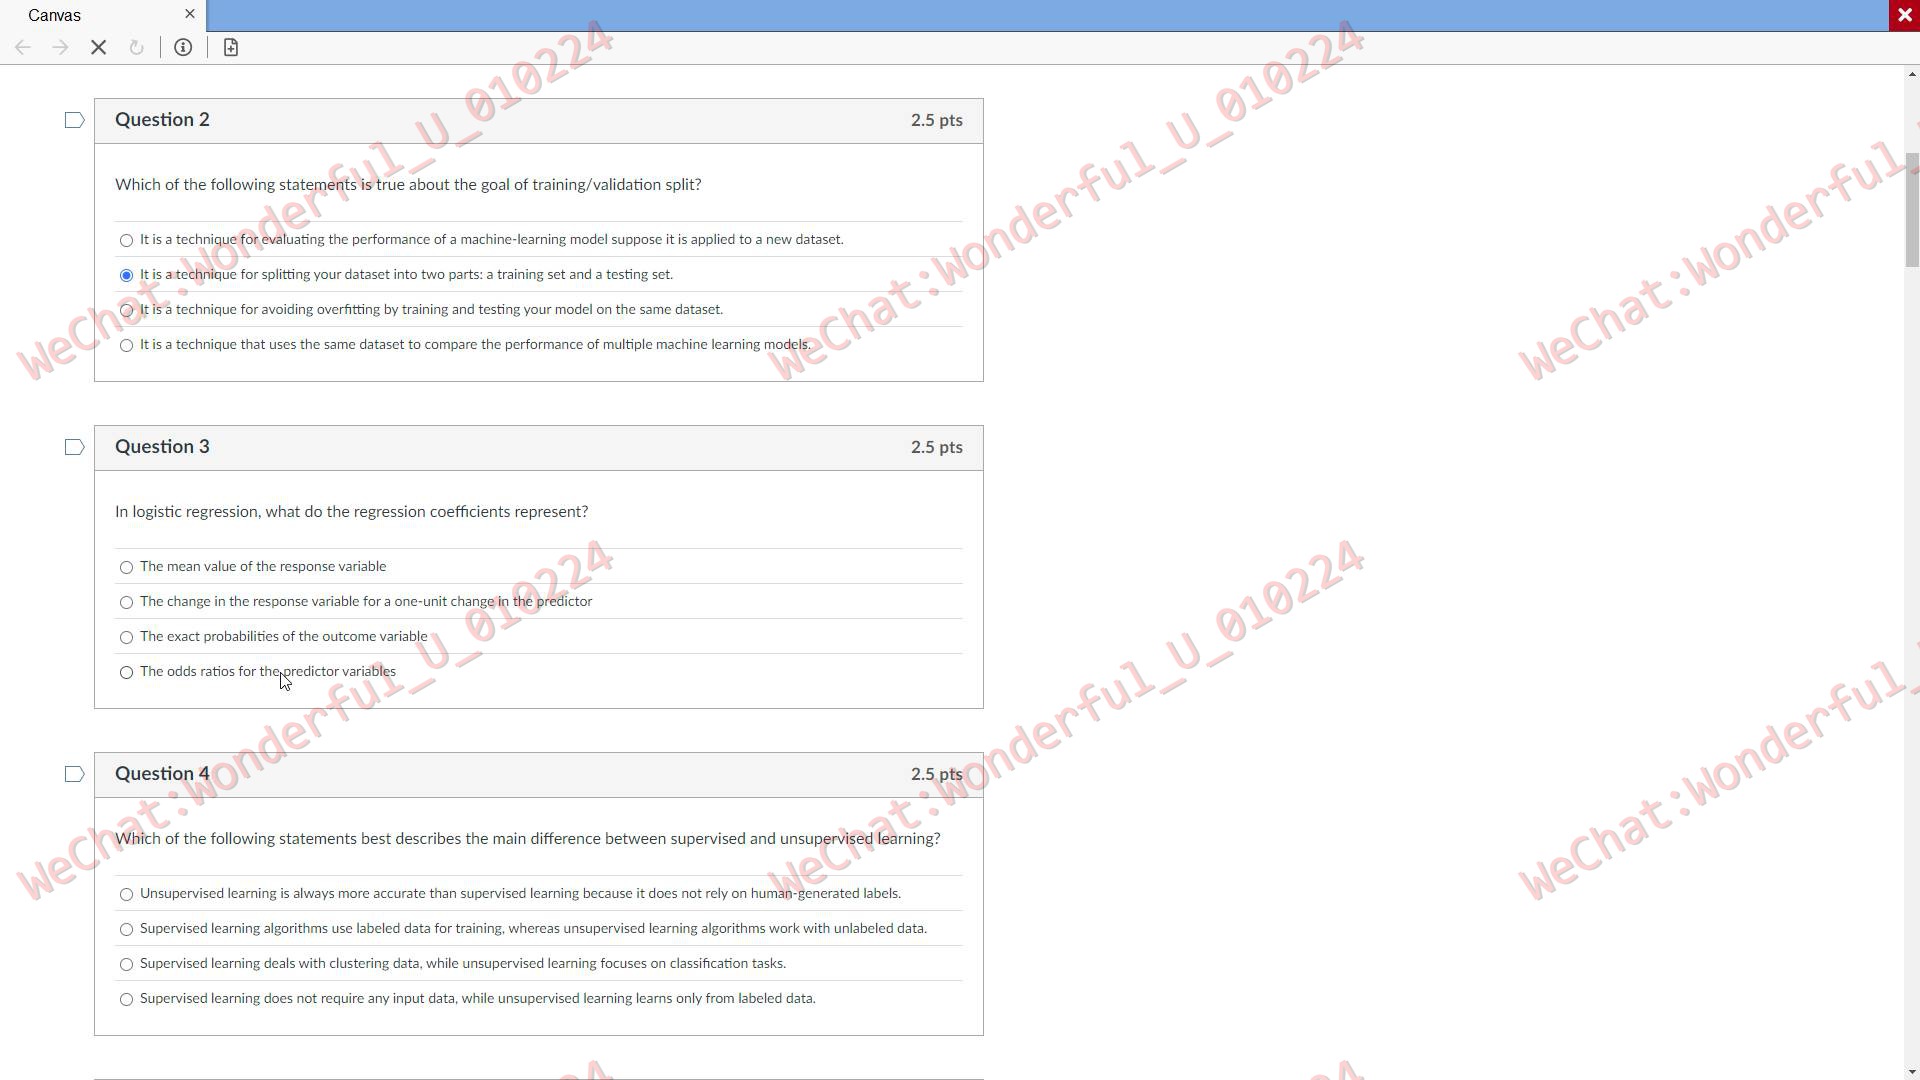 Canvas
Question 2
2.5 pts
Which of the following statements is true about the goal of training/validation split?
It is a technique for evaluating the performance of a machine-learning model suppose it is applied to a new dataset.
It is a technique for splitting your dataset into two parts: a training set and a testing set.
It is a technique for avoiding overfitting by training and testing your model on the same dataset.
It is a technique that uses the same dataset to compare the performance of multiple machine learning models.
Question 3
2.5 pts
In logistic regression, what do the regression coefficients represent?
The mean value of the response variable
The change in the response variable for a one-unit change in the predictor
The exact probabilities of the outcome variable
The odds ratios for the predictor variables
Question 4
2.5 pts
Which of the following statements best describes the main difference between supervised and unsupervised learning?
Unsupervised learning is always more accurate than supervised learning because it does not rely on human-generated labels.
Supervised learning algorithms use labeled data for training, whereas unsupervised learning algorithms work with unlabeled data.
Supervised learning deals with clustering data, while unsupervised learning focuses on classification tasks.
Supervised learning does not require any input data, while unsupervised learning learns only from labeled data.
WeChat:Wonderful_U_010224
WeChat:Wonderful_U_010224
WeChat:Wonderful_
WeChat:Wonderful_U_010224
WeChat:Wonderful_U_010224
WeChat:Wonderful_